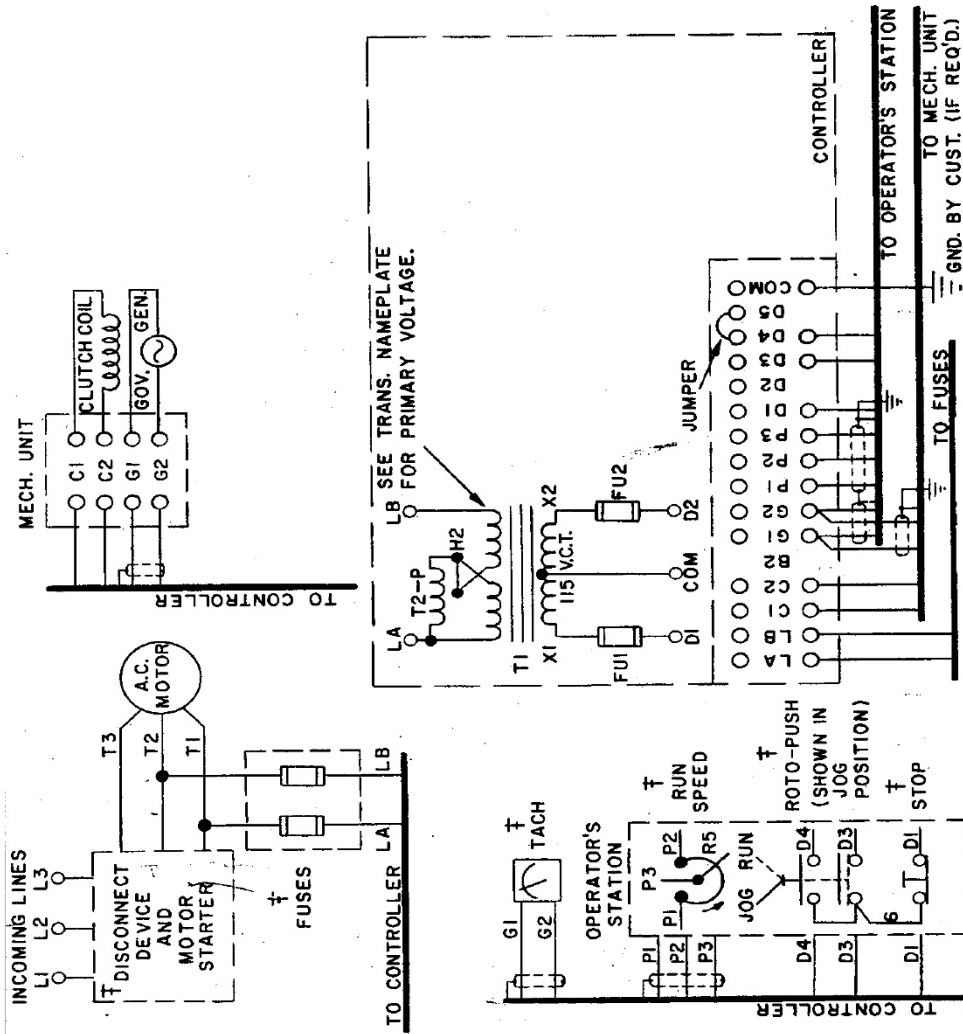 INCOMING LINES
L1
L2
L3
‡ DISCONNECT
DEVICE
AND
MOTOR
STARTER
T3
T2
T1
A.C.
MOTOR
‡
FUSES
LA
LB
TO CONTROLLER
MECH. UNIT
C1
C2
G1
G2
CLUTCH COIL
GOV. GEN.
TO CONTROLLER
SEE TRANS. NAMEPLATE
FOR PRIMARY VOLTAGE.
LA
LB
T2-P
H2
T1
X1
X2
115 V.C.T.
FU1
FU2
D1
COM
D2
JUMPER
CONTROLLER
LA
LB
C1
C2
B2
G1
G2
P1
P2
P3
D1
D2
D3
D4
D5
COM
TO OPERATOR'S STATION
TO MECH. UNIT
GND. BY CUST. (IF REQ'D.)
TO FUSES
G1
G2
‡
TACH
OPERATOR'S
STATION
P1
P2
P3
P1
P3
P2
R5
‡
RUN
SPEED
JOG
RUN
‡
ROTO-PUSH
(SHOWN IN
JOG
POSITION)
D4
D4
D3
D3
6
‡
STOP
D1
D1
TO CONTROLLER